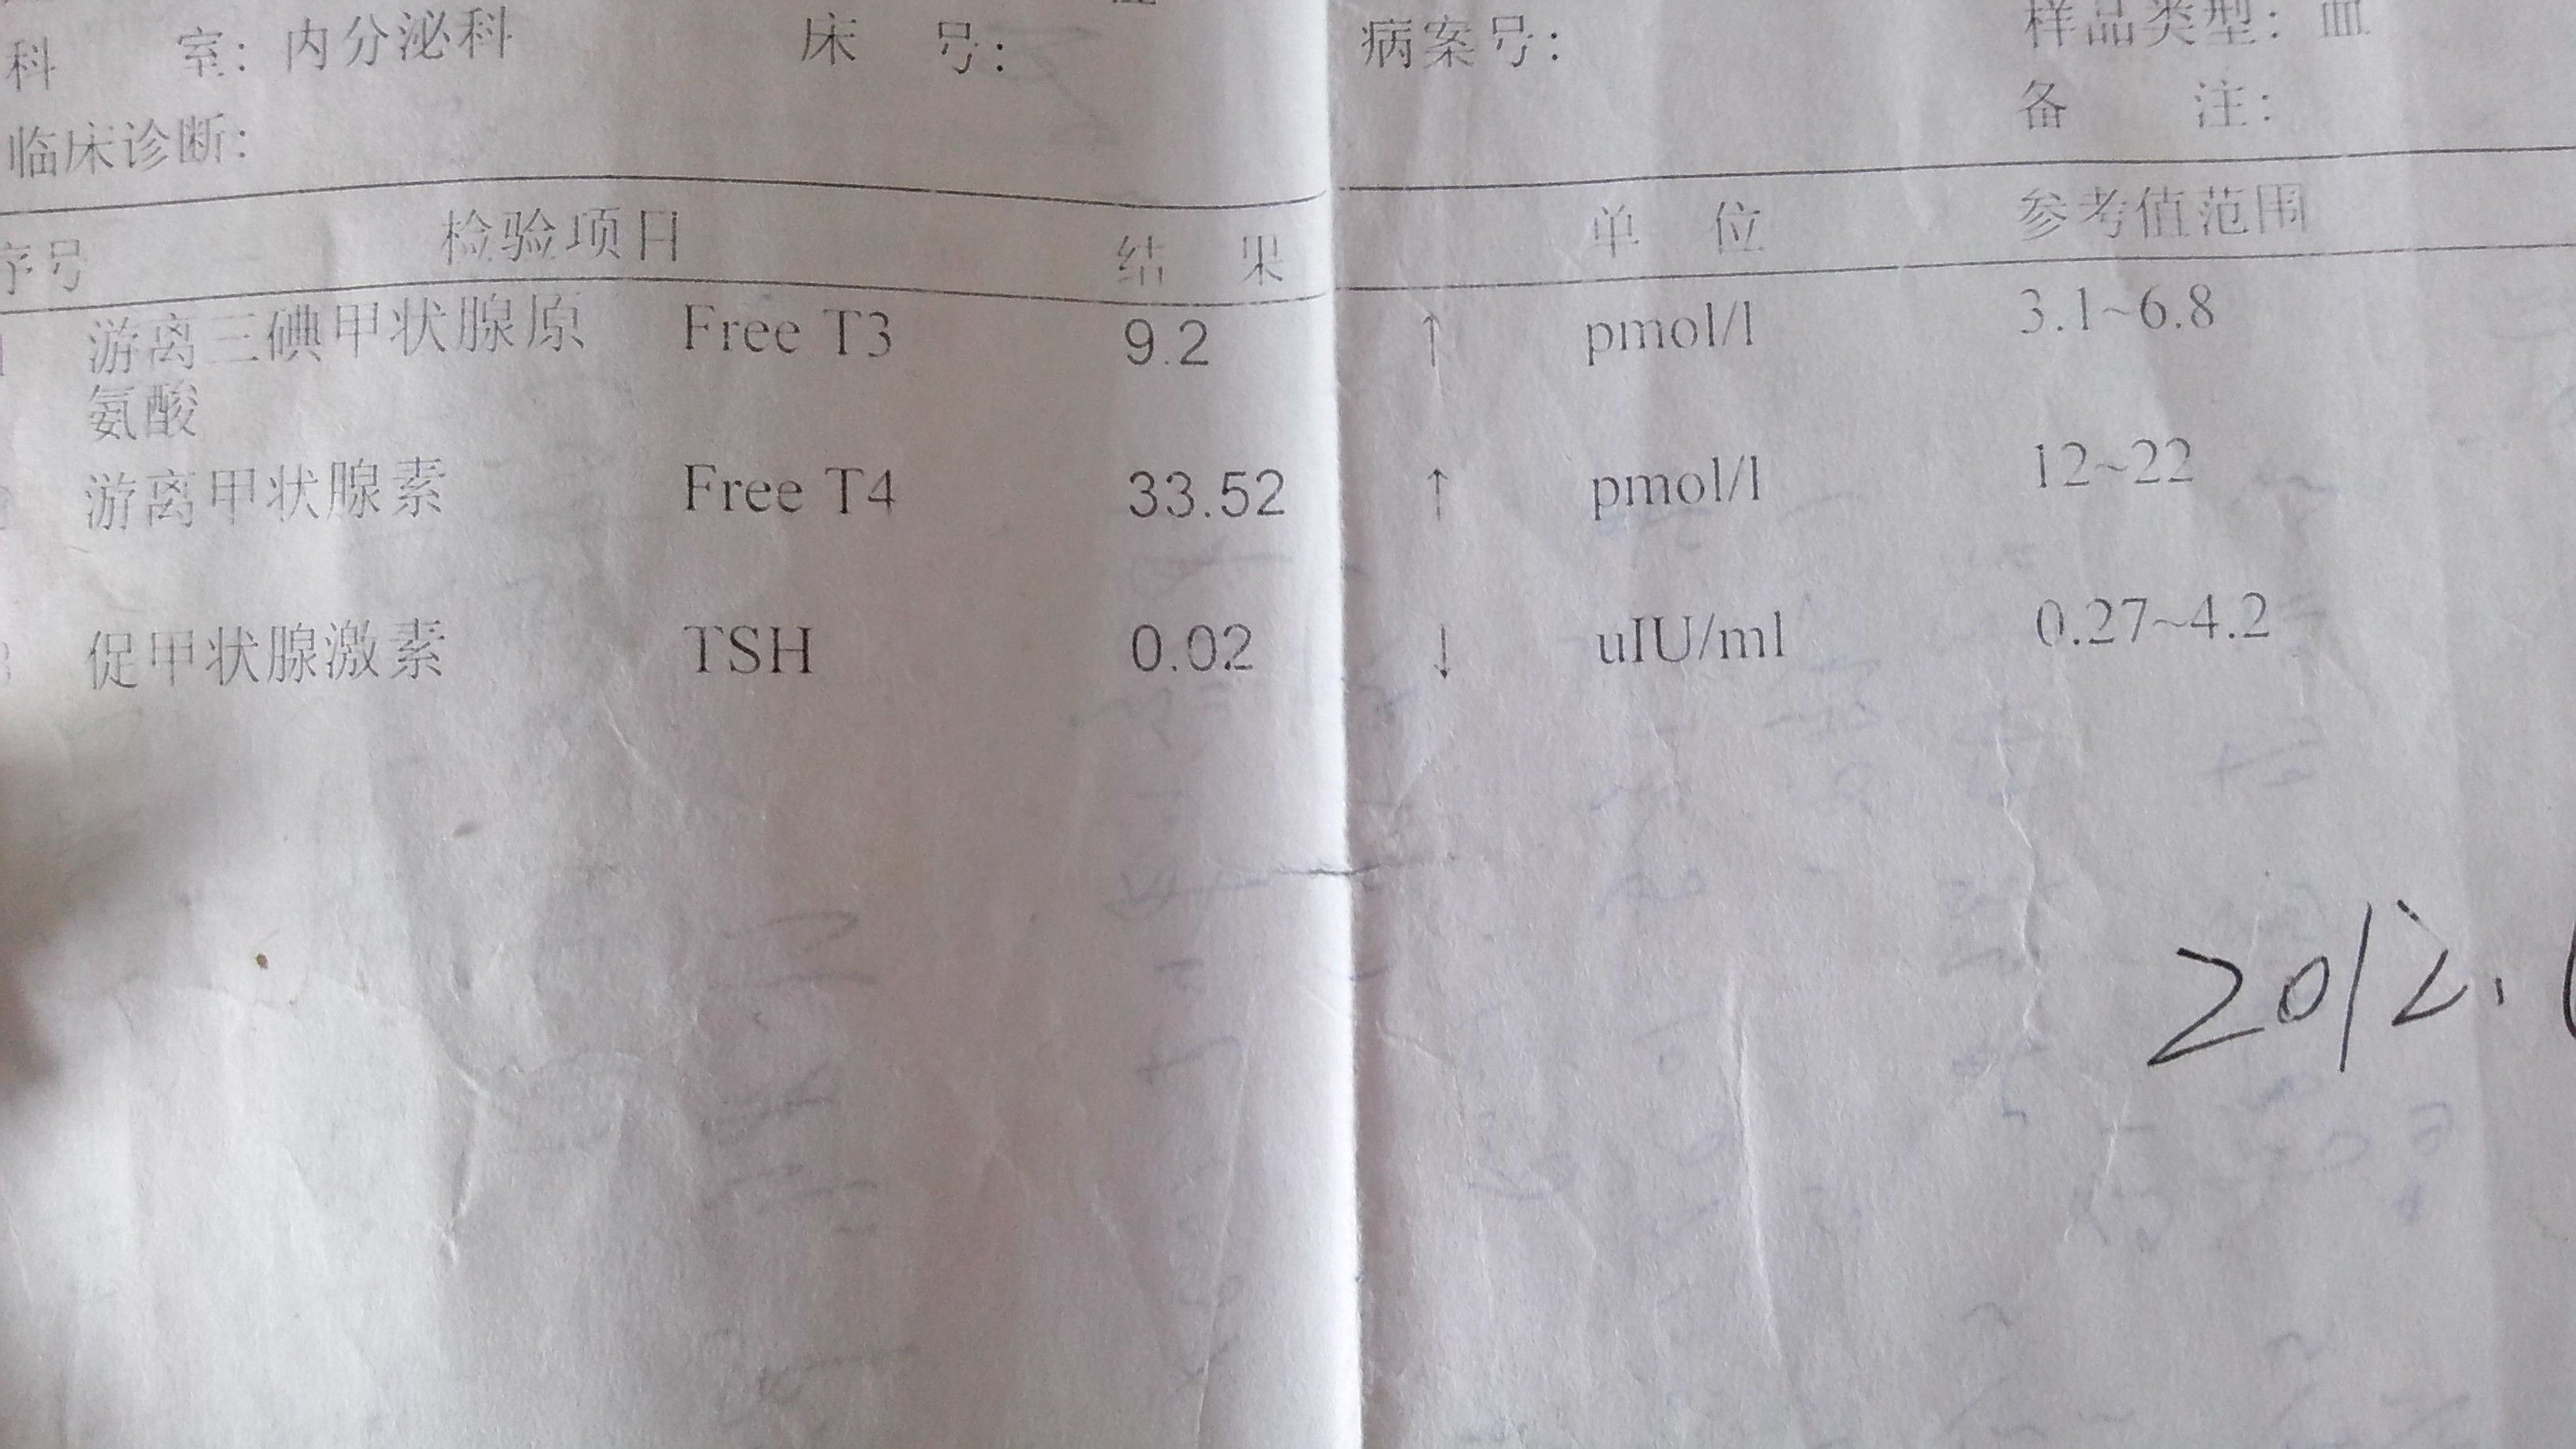 科 室: 内分泌科 床 号: 病案号: 样品类型: 血
临床诊断: 备 注:
序号 检验项目 结 果 单 位 参考值范围
1 游离三碘甲状腺原氨酸 Free T3 9.2 ↑ pmol/l 3.1~6.8
2 游离甲状腺素 Free T4 33.52 ↑ pmol/l 12~22
3 促甲状腺激素 TSH 0.02 ↓ uIU/ml 0.27~4.2
2012.